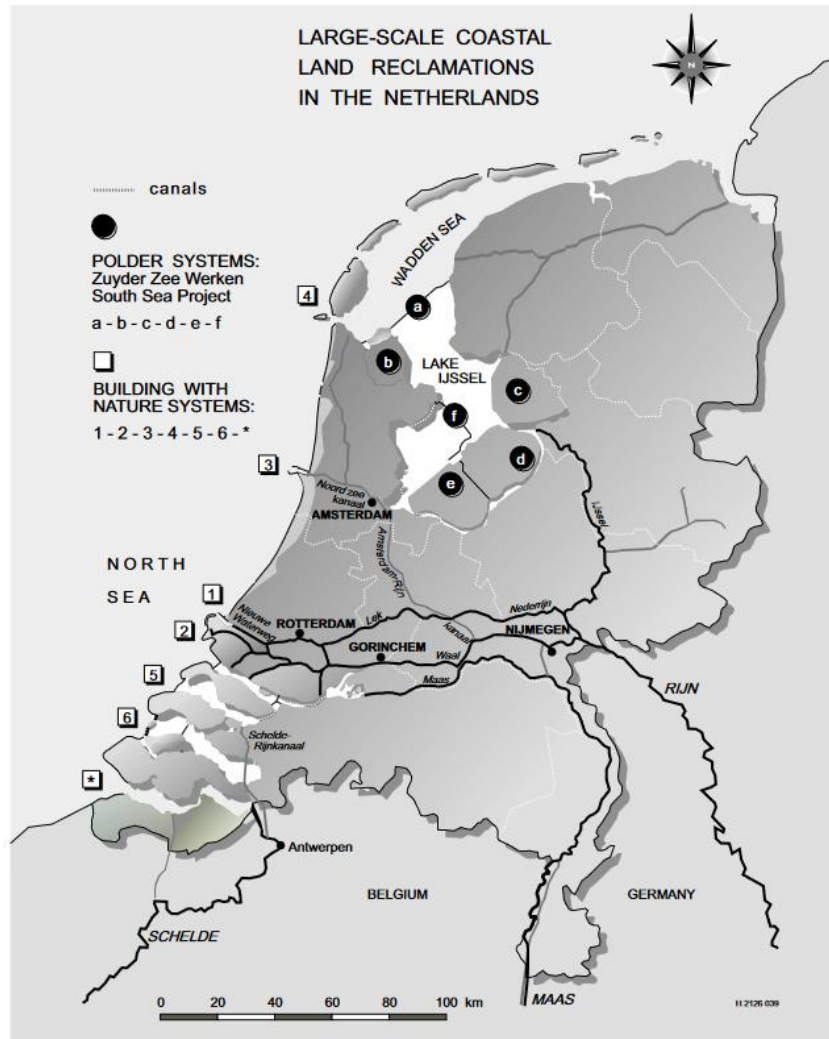 LARGE-SCALE COASTAL
LAND RECLAMATIONS
IN THE NETHERLANDS
N
canals
POLDER SYSTEMS:
Zuyder Zee Werken
South Sea Project
a - b - c - d - e - f
BUILDING WITH
NATURE SYSTEMS:
1 - 2 - 3 - 4 - 5 - 6 - *
WADDEN SEA
4
a
b
LAKE
IJSSEL
c
f
d
e
3
Noordzee
kanaal
AMSTERDAM
IJssel
Amsterdam-Rijn
kanaal
NORTH
SEA
1
Nieuwe
Waterweg
2
ROTTERDAM
Lek
Nederrijn
NIJMEGEN
GORINCHEM
Waal
Maas
5
RIJN
6
Schelde-
Rijnkanaal
*
Antwerpen
BELGIUM
GERMANY
SCHELDE
MAAS
0 20 40 60 80 100 km
H 2126 039